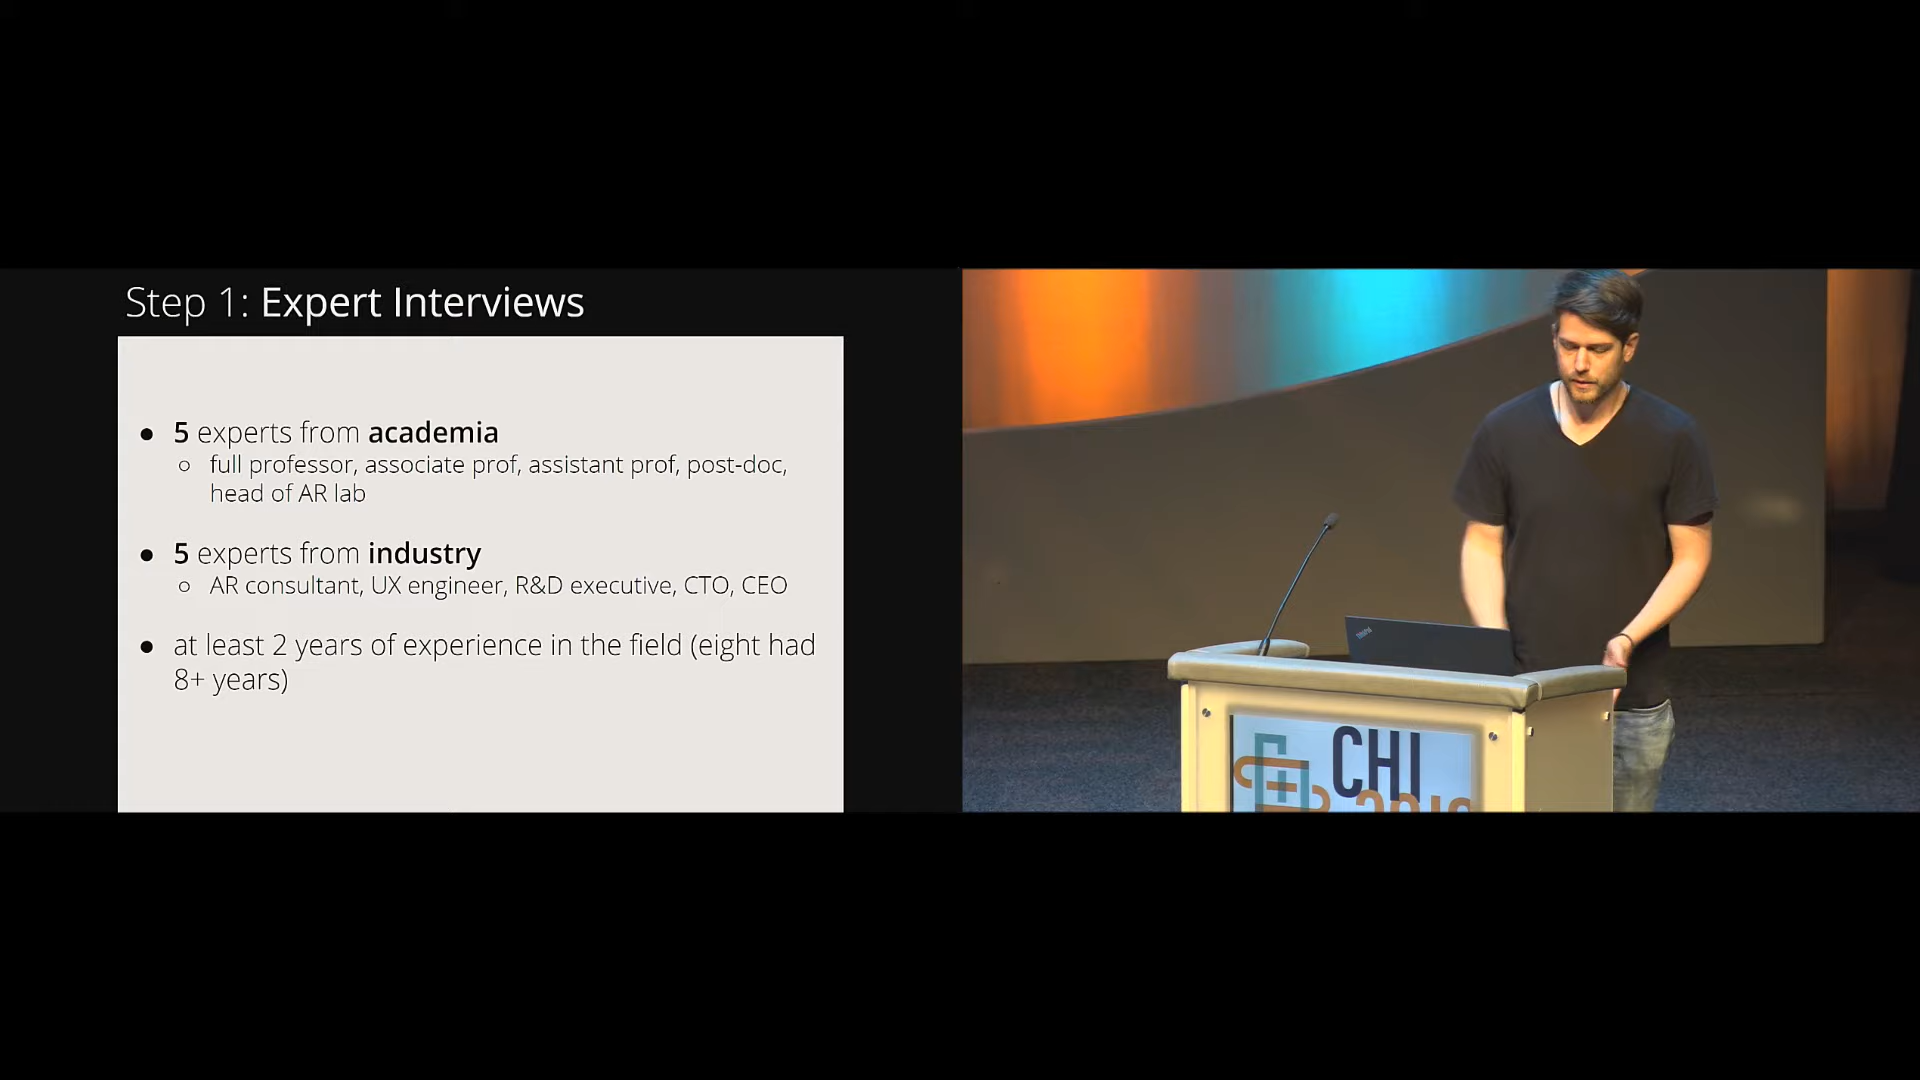 Step 1: Expert Interviews
● 5 experts from academia
○ full professor, associate prof, assistant prof, post-doc,
head of AR lab
● 5 experts from industry
○ AR consultant, UX engineer, R&D executive, CTO, CEO
● at least 2 years of experience in the field (eight had
8+ years)
ThinkPad
CHI